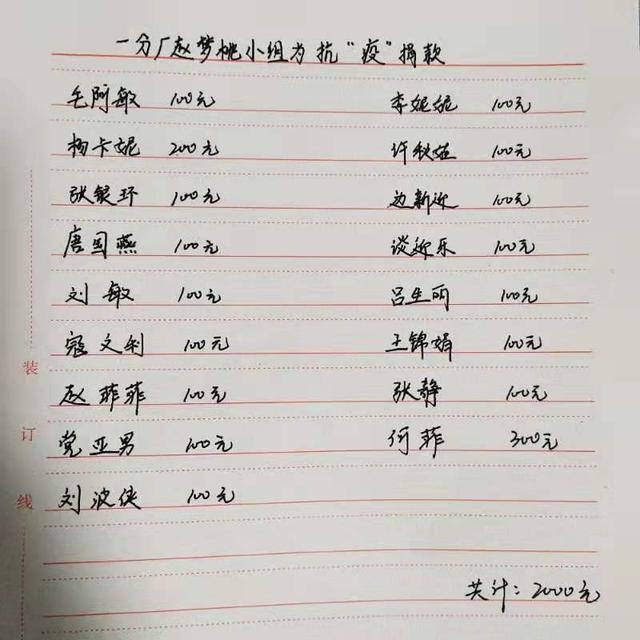 一分厂赵梦桃小组为抗"疫"捐款
毛阿敏 100元 李妮妮 100元
杨卡妮 200元 许秋茹 100元
张银环 100元 边新迎 100元
唐国燕 100元 谈欢乐 100元
刘敏 100元 吕生丽 100元
寇文利 100元 王锦娟 100元
赵菲菲 100元 张静 100元
党亚男 100元 何菲 300元
刘波侠 100元
共计：2000元
装
订
线